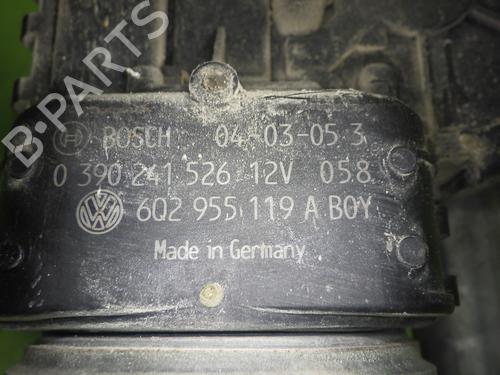 B-PARTS
BOSCH 04-03-05 3
0 390 241 526 12V 058
6Q2 955 119 A BOY
Made in Germany